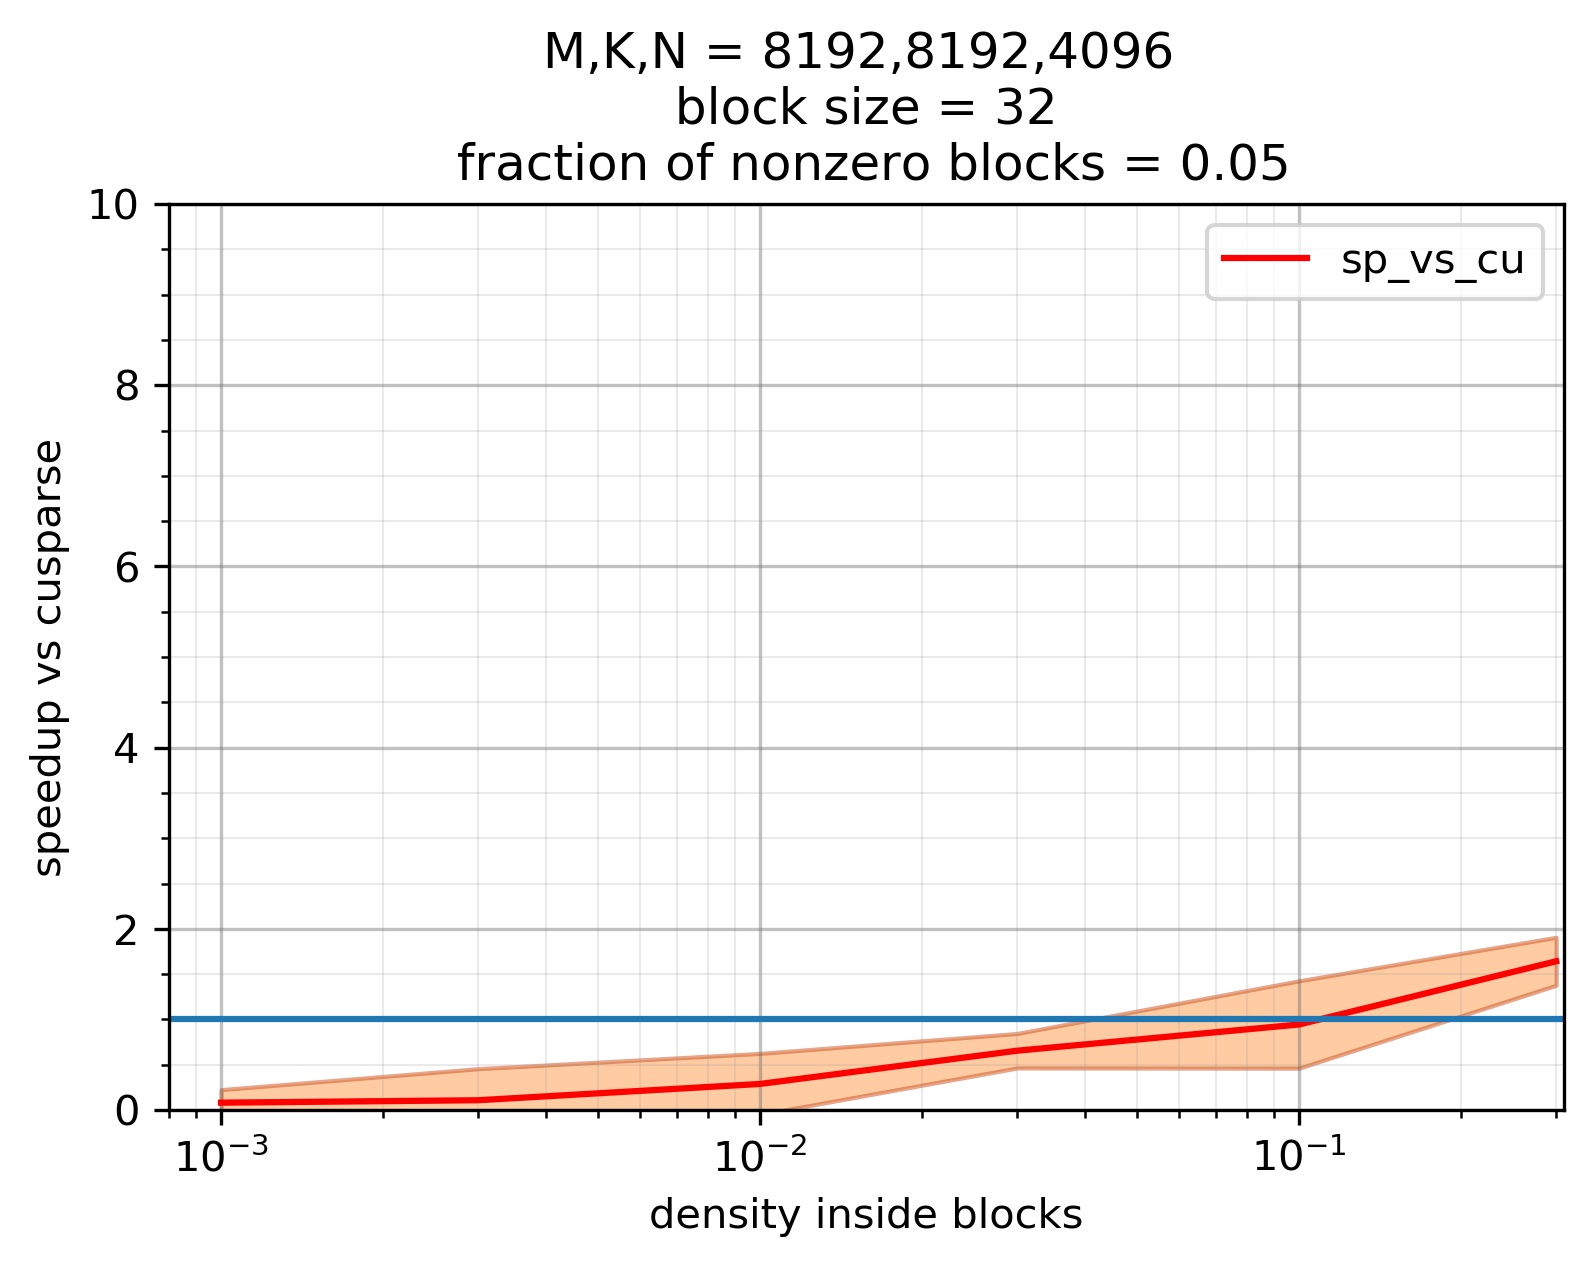 M,K,N = 8192,8192,4096
block size = 32
fraction of nonzero blocks = 0.05
sp_vs_cu
speedup vs cusparse
10
8
6
4
2
0
10⁻³
10⁻²
10⁻¹
density inside blocks